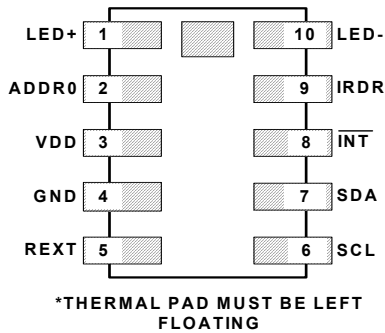 LED+ 1 10 LED-
ADDR0 2 9 IRDR
VDD 3 8 INT
GND 4 7 SDA
REXT 5 6 SCL
*THERMAL PAD MUST BE LEFT
FLOATING